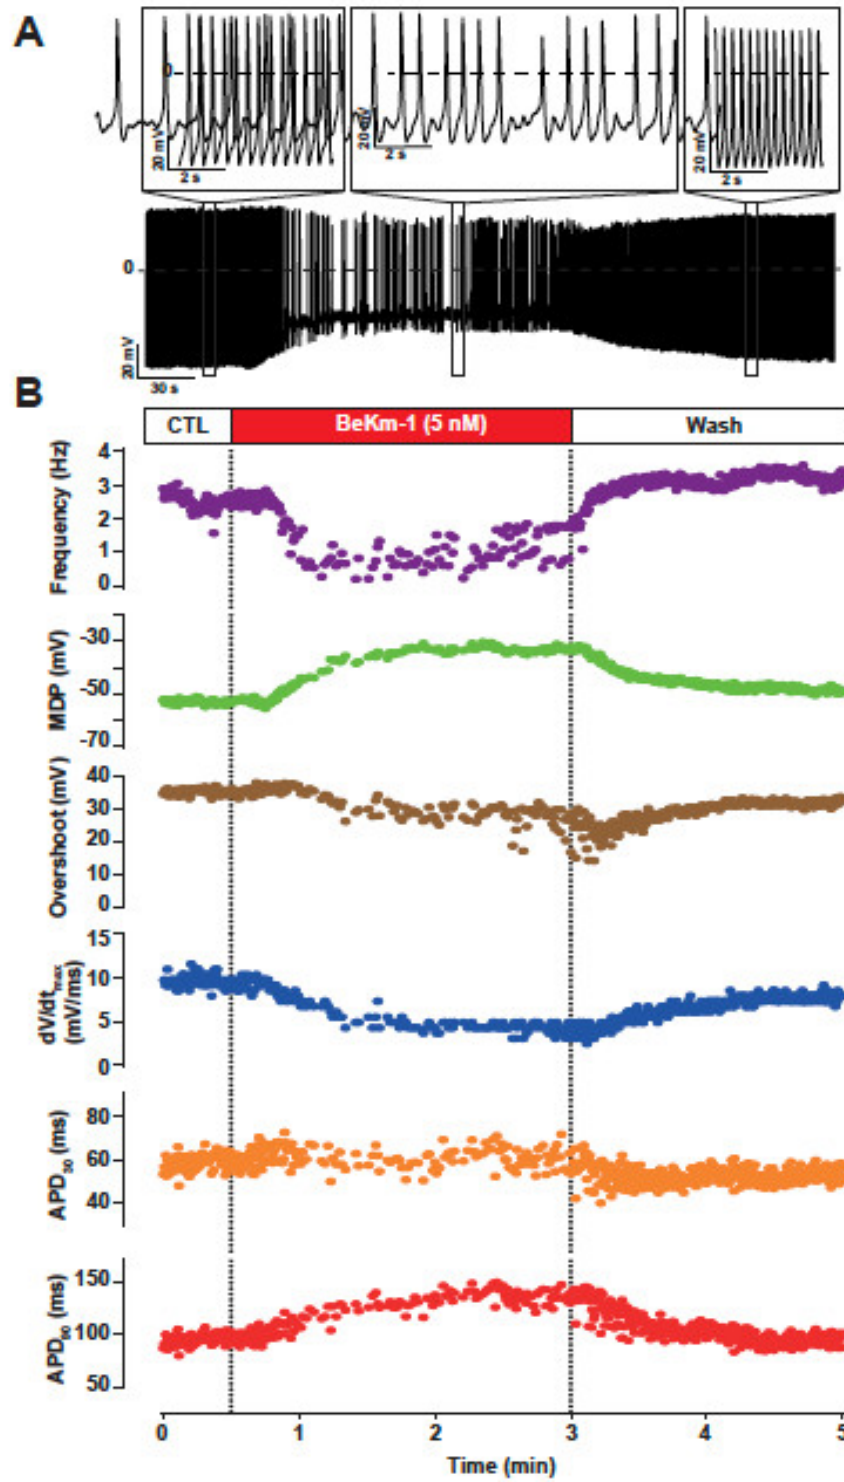 A
0
20 mV
2 s
20 mV
2 s
20 mV
2 s
0
20 mV
30 s
B
CTL BeKm-1 (5 nM) Wash
Frequency (Hz)
4
3
2
1
0
MDP (mV)
-30
-50
-70
Overshoot (mV)
40
30
20
10
0
dV/dtmax
(mV/ms)
15
10
5
0
APD30 (ms)
80
60
40
APD90 (ms)
150
100
50
0 1 2 3 4 5
Time (min)